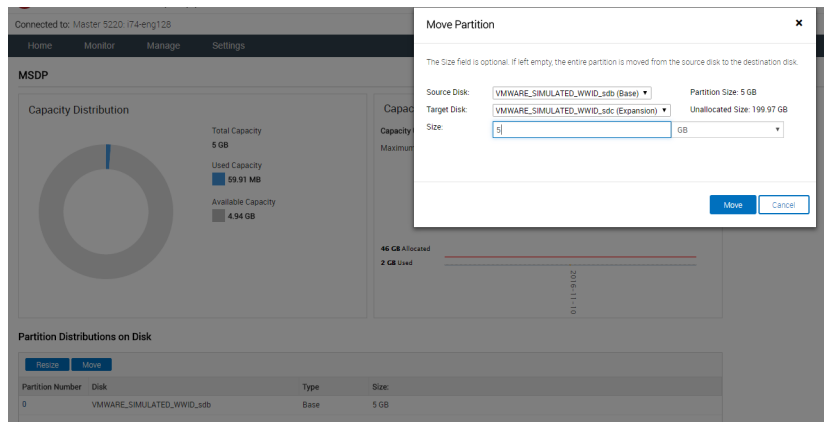 Connected to: Master 5220: i74-eng128
Home Monitor Manage Settings
MSDP
Capacity Distribution
Total Capacity
5 GB
Used Capacity
59.91 MB
Available Capacity
4.94 GB
Capac
Capacity
Maximum
46 GB Allocated
2 GB Used
2016-11-10
Move Partition
×
The Size field is optional. If left empty, the entire partition is moved from the source disk to the destination disk.
Source Disk: VMWARE_SIMULATED_WWID_sdb (Base) ▼ Partition Size: 5 GB
Target Disk: VMWARE_SIMULATED_WWID_sdc (Expansion) ▼ Unallocated Size: 199.97 GB
Size: 5 GB ▼
Move Cancel
Partition Distributions on Disk
Resize Move
Partition Number Disk Type Size:
0 VMWARE_SIMULATED_WWID_sdb Base 5 GB